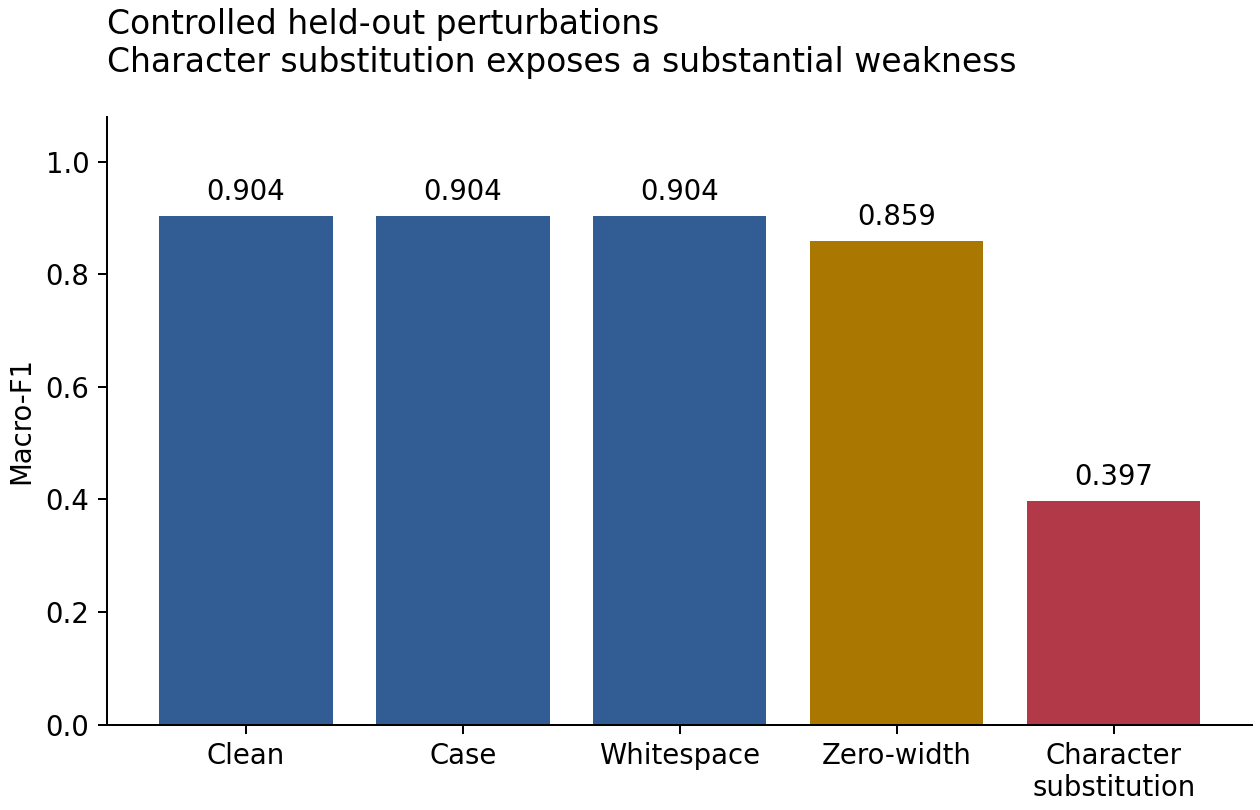 Controlled held-out perturbations
Character substitution exposes a substantial weakness
Macro-F1
1.0
0.8
0.6
0.4
0.2
0.0
0.904
0.904
0.904
0.859
0.397
Clean
Case
Whitespace
Zero-width
Character
substitution